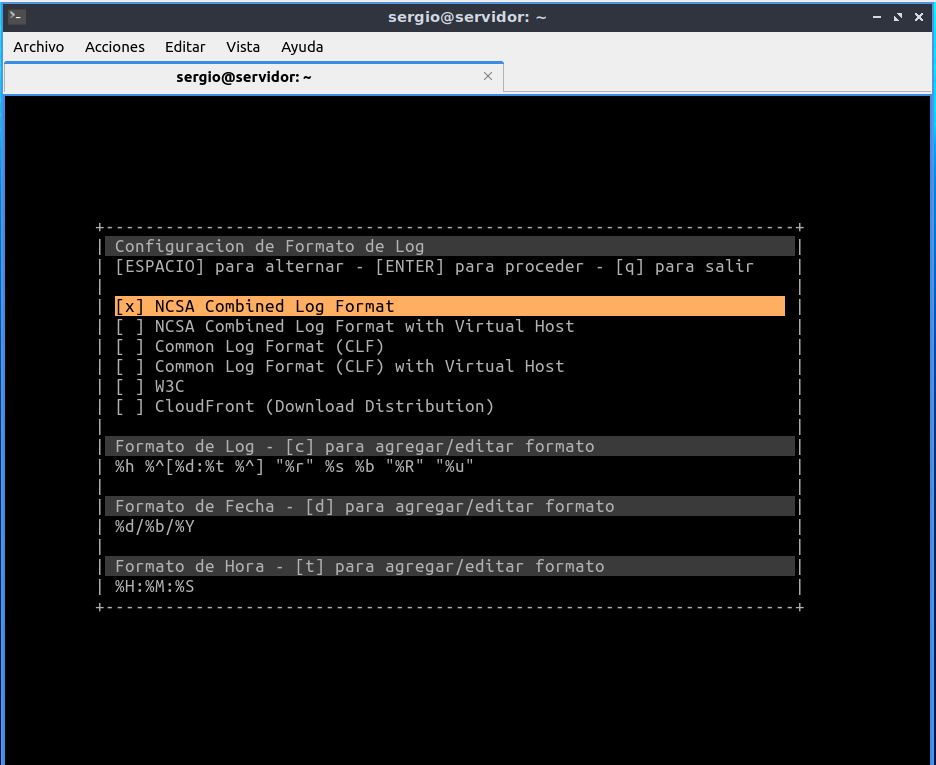 sergio@servidor: ~
Archivo Acciones Editar Vista Ayuda
sergio@servidor: ~
Configuracion de Formato de Log
[ESPACIO] para alternar - [ENTER] para proceder - [q] para salir
[x] NCSA Combined Log Format
[ ] NCSA Combined Log Format with Virtual Host
[ ] Common Log Format (CLF)
[ ] Common Log Format (CLF) with Virtual Host
[ ] W3C
[ ] CloudFront (Download Distribution)
Formato de Log - [c] para agregar/editar formato
%h %^[%d:%t %^] "%r" %s %b "%R" "%u"
Formato de Fecha - [d] para agregar/editar formato
%d/%b/%Y
Formato de Hora - [t] para agregar/editar formato
%H:%M:%S